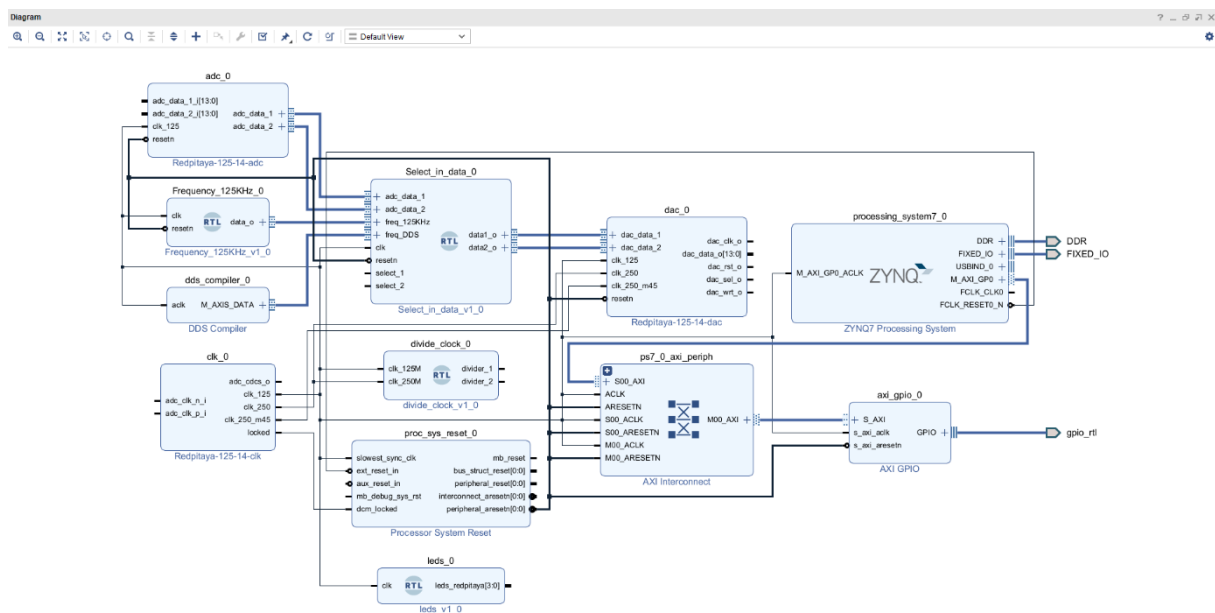 Diagram
Default View
adc_0
adc_data_1_i[13:0]
adc_data_2_i[13:0]
clk_125
resetn
adc_data_1
adc_data_2
Redpitaya-125-14-adc
Frequency_125KHz_0
clk
resetn
RTL
data_o
Frequency_125KHz_v1_0
dds_compiler_0
aclk
M_AXIS_DATA
DDS Compiler
clk_0
adc_clk_n_i
adc_clk_p_i
adc_cdcs_o
clk_125
clk_250
clk_250_m45
locked
Redpitaya-125-14-clk
Select_in_data_0
adc_data_1
adc_data_2
freq_125KHz
freq_DDS
clk
resetn
select_1
select_2
RTL
data1_o
data2_o
Select_in_data_v1_0
divide_clock_0
clk_125M
clk_250M
RTL
divider_1
divider_2
divide_clock_v1_0
proc_sys_reset_0
slowest_sync_clk
ext_reset_in
aux_reset_in
mb_debug_sys_rst
dcm_locked
mb_reset
bus_struct_reset[0:0]
peripheral_reset[0:0]
interconnect_aresetn[0:0]
peripheral_aresetn[0:0]
Processor System Reset
leds_0
clk
RTL
leds_redpitaya[3:0]
leds_v1_0
dac_0
dac_data_1
dac_data_2
clk_125
clk_250
clk_250_m45
resetn
dac_clk_o
dac_data_o[13:0]
dac_rst_o
dac_sel_o
dac_wrt_o
Redpitaya-125-14-dac
ps7_0_axi_periph
S00_AXI
ACLK
ARESETN
S00_ACLK
S00_ARESETN
M00_ACLK
M00_ARESETN
M00_AXI
AXI Interconnect
processing_system7_0
M_AXI_GP0_ACLK
ZYNQ
DDR
FIXED_IO
USBIND_0
M_AXI_GP0
FCLK_CLK0
FCLK_RESET0_N
ZYNQ7 Processing System
axi_gpio_0
S_AXI
s_axi_aclk
s_axi_aresetn
GPIO
AXI GPIO
DDR
FIXED_IO
gpio_rtl